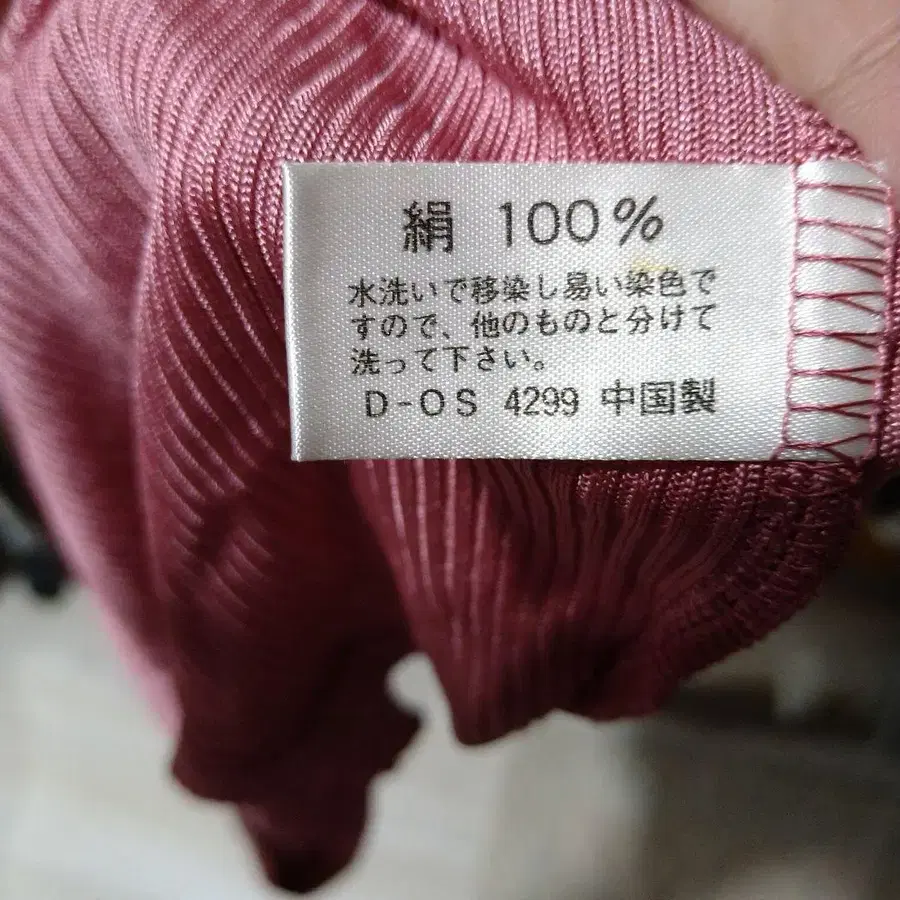 絹 100%
水洗いで移染し易い染色で
すので、他のものと分けて
洗って下さい。
D-OS 4299 中国製